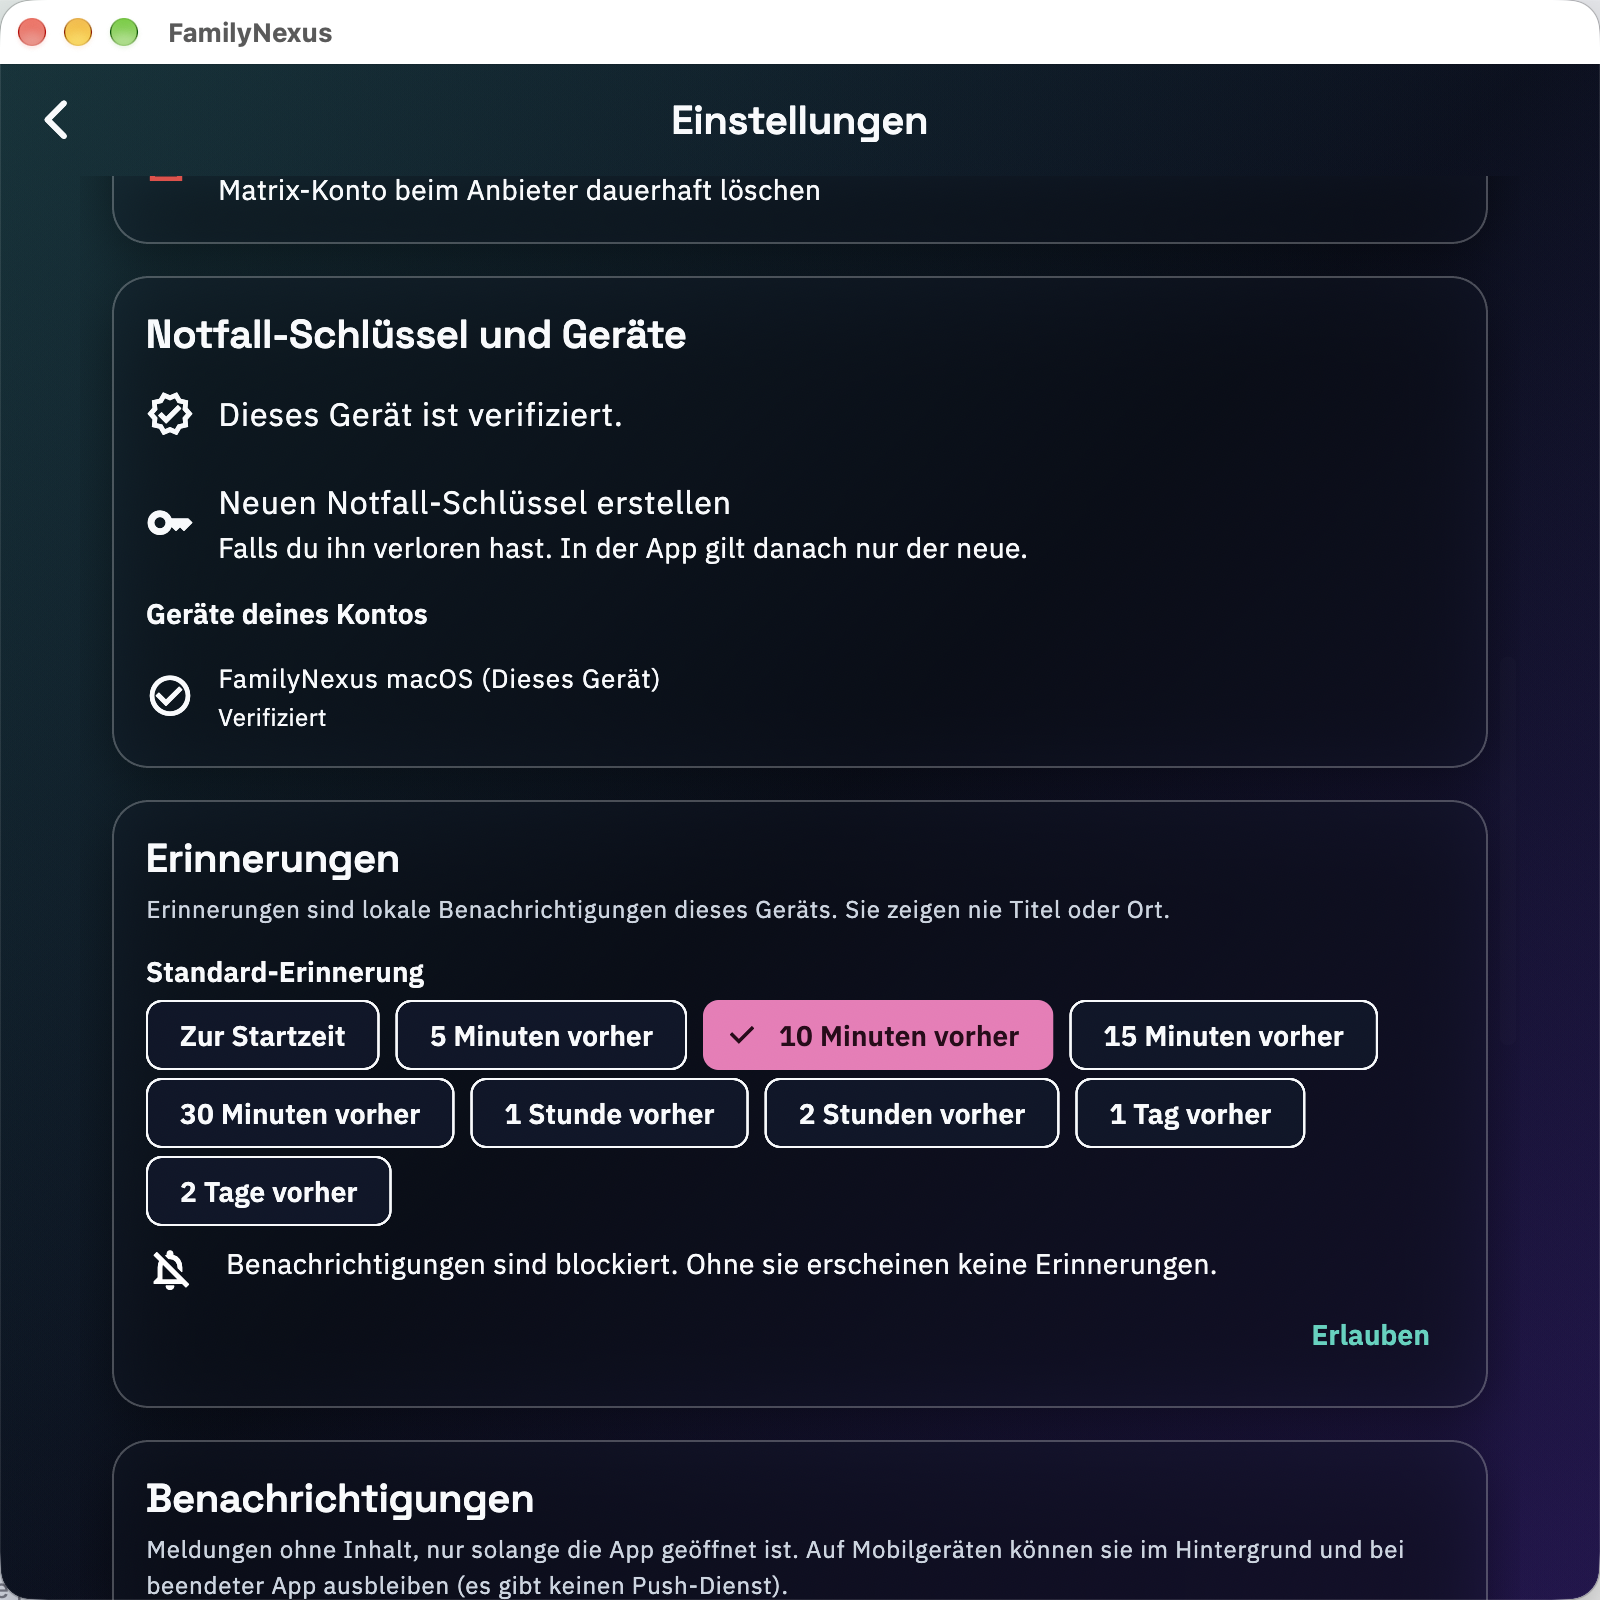 FamilyNexus
Einstellungen
Matrix-Konto beim Anbieter dauerhaft löschen
Notfall-Schlüssel und Geräte
Dieses Gerät ist verifiziert.
Neuen Notfall-Schlüssel erstellen
Falls du ihn verloren hast. In der App gilt danach nur der neue.
Geräte deines Kontos
FamilyNexus macOS (Dieses Gerät)
Verifiziert
Erinnerungen
Erinnerungen sind lokale Benachrichtigungen dieses Geräts. Sie zeigen nie Titel oder Ort.
Standard-Erinnerung
Zur Startzeit 5 Minuten vorher 10 Minuten vorher 15 Minuten vorher
30 Minuten vorher 1 Stunde vorher 2 Stunden vorher 1 Tag vorher
2 Tage vorher
Benachrichtigungen sind blockiert. Ohne sie erscheinen keine Erinnerungen.
Erlauben
Benachrichtigungen
Meldungen ohne Inhalt, nur solange die App geöffnet ist. Auf Mobilgeräten können sie im Hintergrund und bei
beendeter App ausbleiben (es gibt keinen Push-Dienst).